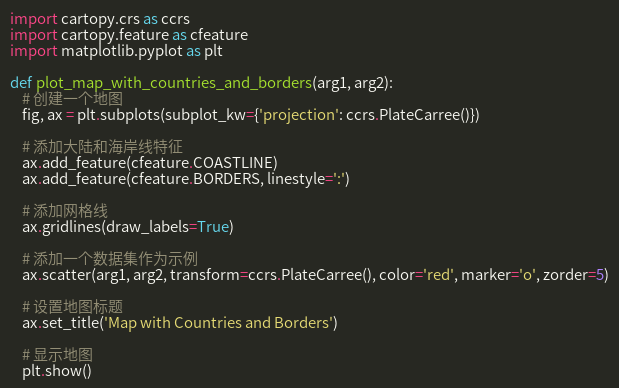 import cartopy.crs as ccrs
import cartopy.feature as cfeature
import matplotlib.pyplot as plt

def plot_map_with_countries_and_borders(arg1, arg2):
    # 创建一个地图
    fig, ax = plt.subplots(subplot_kw={'projection': ccrs.PlateCarree()})

    # 添加大陆和海岸线特征
    ax.add_feature(cfeature.COASTLINE)
    ax.add_feature(cfeature.BORDERS, linestyle=':')

    # 添加网格线
    ax.gridlines(draw_labels=True)

    # 添加一个数据集作为示例
    ax.scatter(arg1, arg2, transform=ccrs.PlateCarree(), color='red', marker='o', zorder=5)

    # 设置地图标题
    ax.set_title('Map with Countries and Borders')

    # 显示地图
    plt.show()